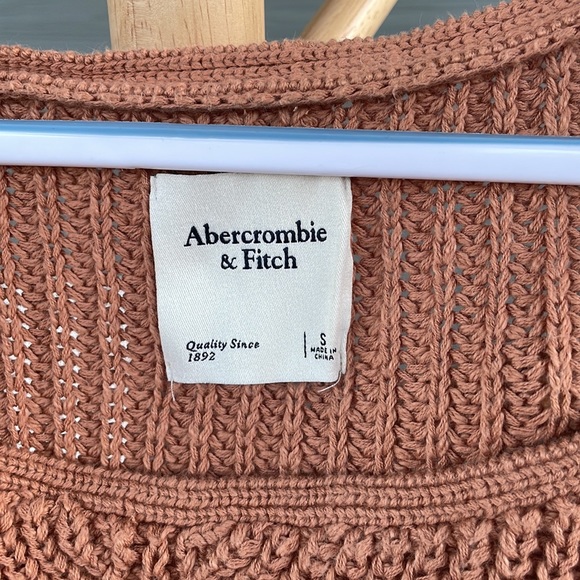 Abercrombie
& Fitch
Quality Since
1892
S
MADE IN
CHINA